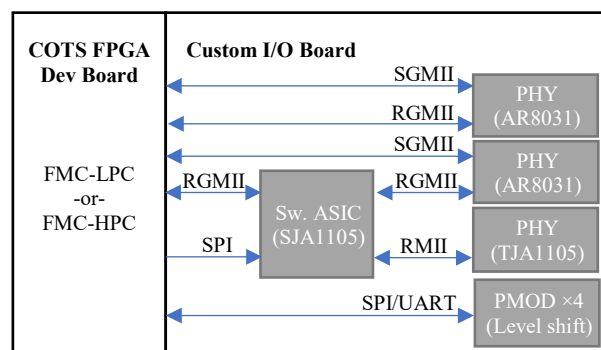 COTS FPGA
Dev Board
Custom I/O Board
SGMII
RGMII
PHY
(AR8031)
SGMII
FMC-LPC
-or-
FMC-HPC
RGMII
Sw. ASIC
(SJA1105)
RGMII
PHY
(AR8031)
SPI
RMII
PHY
(TJA1105)
SPI/UART
PMOD ×4
(Level shift)